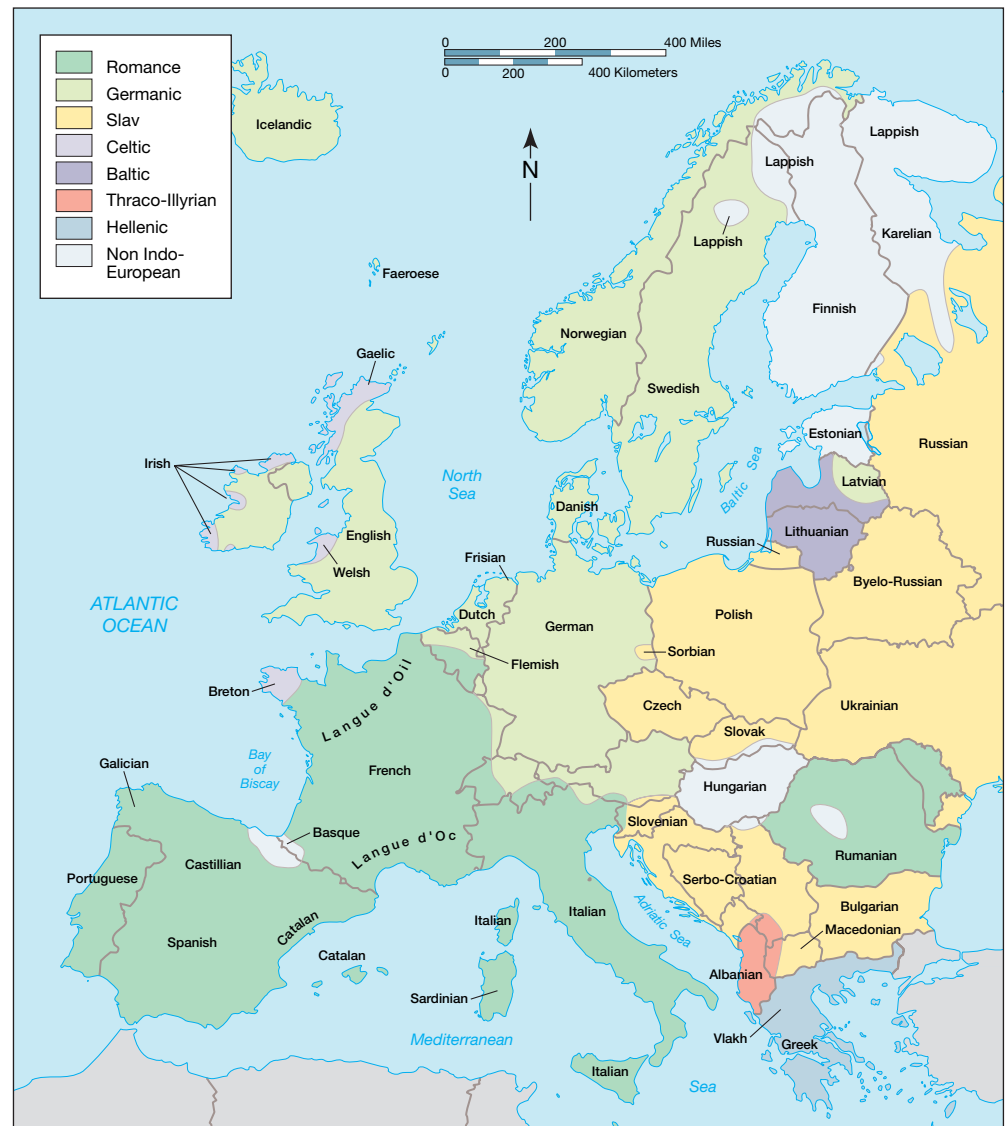 Romance
Germanic
Slav
Celtic
Baltic
Thraco-Illyrian
Hellenic
Non Indo-
European
0 200 400 Miles
0 200 400 Kilometers
N
Icelandic
Faeroese
Lappish
Lappish
Lappish
Karelian
Finnish
Norwegian
Swedish
Gaelic
Irish
English
Welsh
North
Sea
Danish
Baltic Sea
Estonian
Latvian
Lithuanian
Russian
Russian
Byelo-Russian
ATLANTIC
OCEAN
Frisian
Dutch
Flemish
German
Polish
Sorbian
Czech
Slovak
Ukrainian
Breton
Langue d'Oil
French
Bay
of
Biscay
Langue d'Oc
Galician
Basque
Castillian
Portuguese
Spanish
Catalan
Catalan
Hungarian
Slovenian
Rumanian
Serbo-Croatian
Bulgarian
Macedonian
Adriatic Sea
Italian
Italian
Sardinian
Albanian
Vlakh
Greek
Mediterranean
Italian
Sea